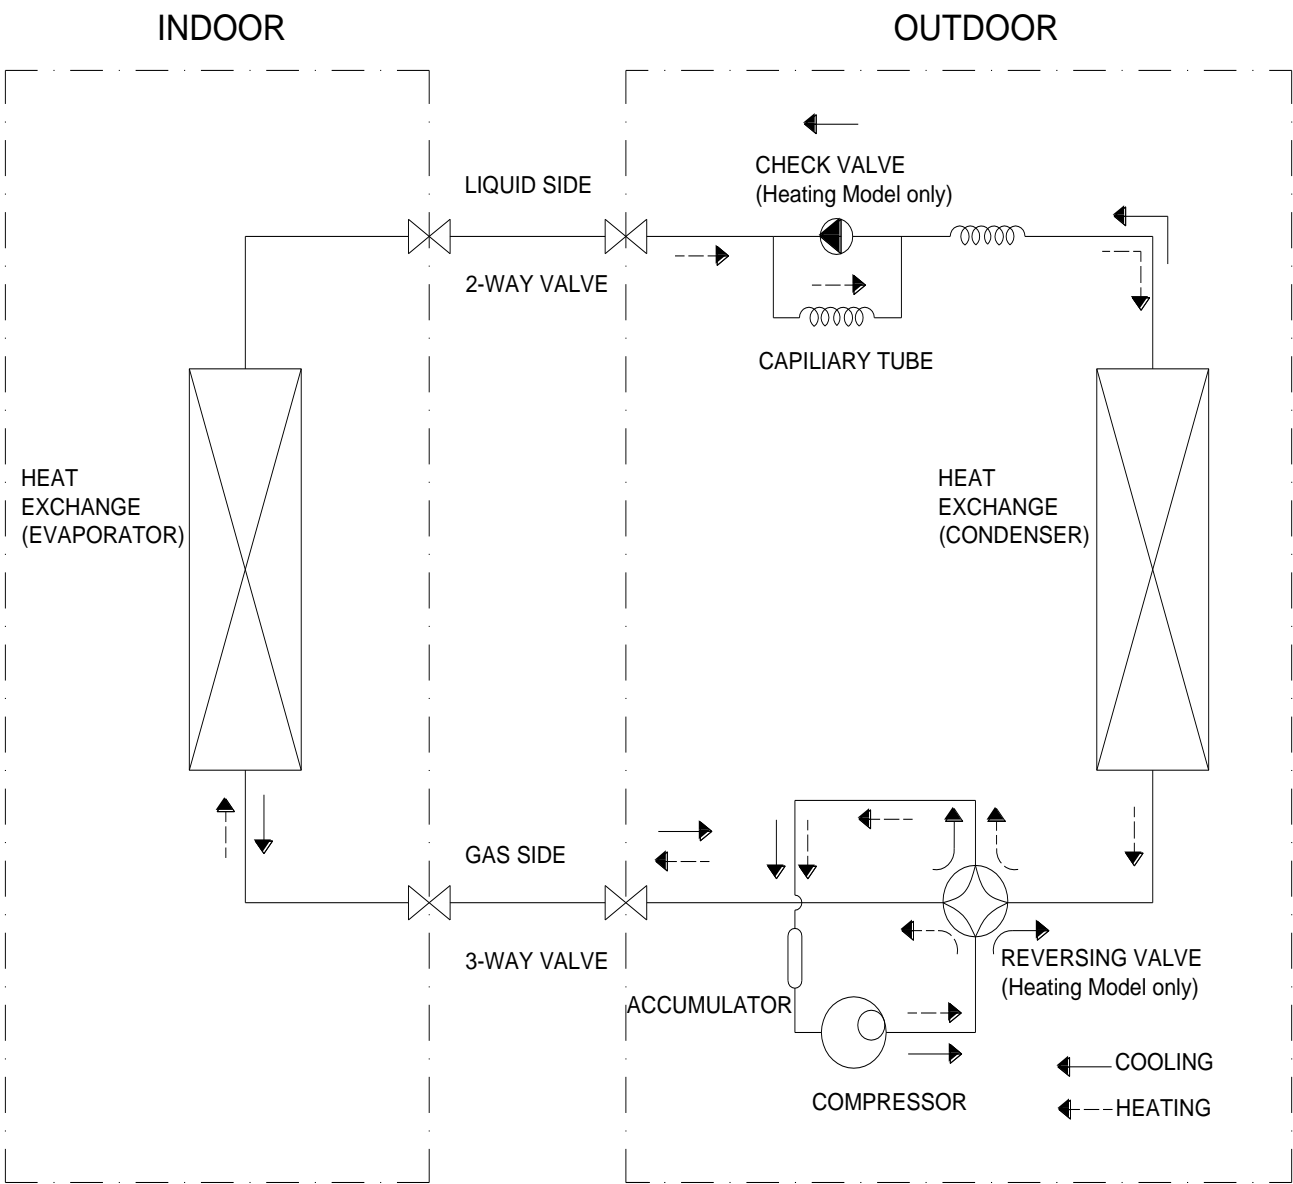 INDOOR
OUTDOOR
LIQUID SIDE
2-WAY VALVE
CHECK VALVE
(Heating Model only)
CAPILIARY TUBE
HEAT
EXCHANGE
(EVAPORATOR)
HEAT
EXCHANGE
(CONDENSER)
GAS SIDE
3-WAY VALVE
ACCUMULATOR
REVERSING VALVE
(Heating Model only)
COMPRESSOR
COOLING
HEATING